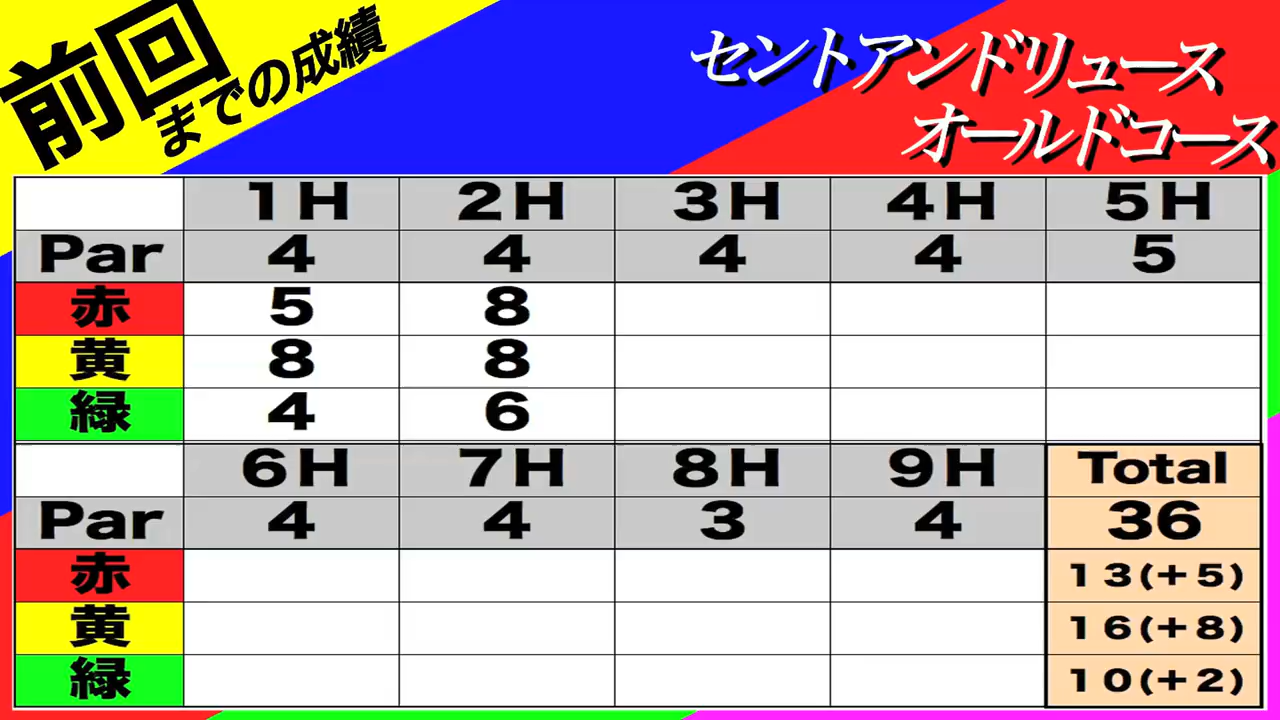 前回までの成績
セントアンドリュース
オールドコース
1H 2H 3H 4H 5H
Par 4 4 4 4 5
赤 5 8
黄 8 8
緑 4 6
6H 7H 8H 9H Total
Par 4 4 3 4 36
赤 13(+5)
黄 16(+8)
緑 10(+2)